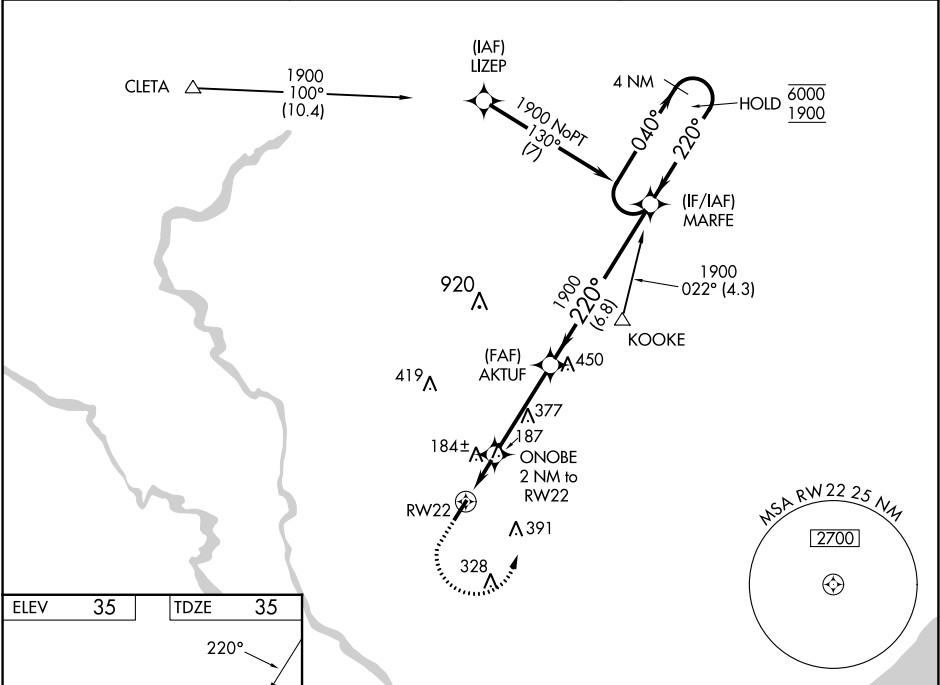 (IAF)
LIZEP
CLETA
1900
100°
(10.4)
4 NM
HOLD
6000
1900
1900 NoPT
130°
(7)
040°
220°
(IF/IAF)
MARFE
1900
022° (4.3)
920
1900
220°
(6.8)
KOOKE
(FAF)
AKTUF
450
419
377
187
184±
ONOBE
2 NM to
RW22
RW22
391
328
MSA RW22 25 NM
2700
ELEV 35
TDZE 35
220°